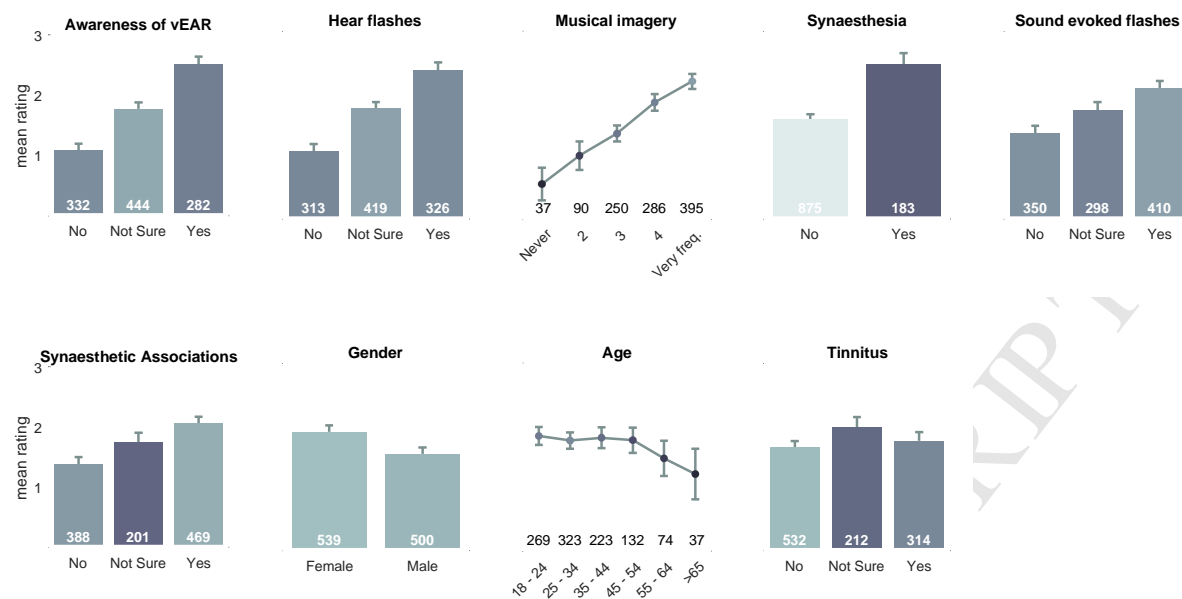 Awareness of vEAR
Hear flashes
Musical imagery
Synaesthesia
Sound evoked flashes
3
2
1
mean rating
332 444 282
No Not Sure Yes
313 419 326
No Not Sure Yes
37 90 250 286 395
Never 2 3 4 Very freq.
875 183
No Yes
350 298 410
No Not Sure Yes
Synaesthetic Associations
Gender
Age
Tinnitus
3
2
1
mean rating
388 201 469
No Not Sure Yes
539 500
Female Male
269 323 223 132 74 37
18 - 24 25 - 34 35 - 44 45 - 54 55 - 64 >65
532 212 314
No Not Sure Yes
RIPT